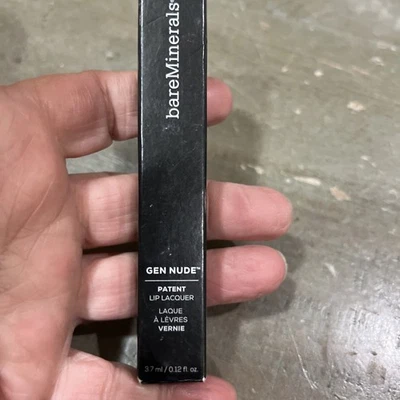 bareMinerals®
GEN NUDE™
PATENT
LIP LACQUER
LAQUE
À LÈVRES
VERNIE
3.7 ml / 0.12 fl. oz.